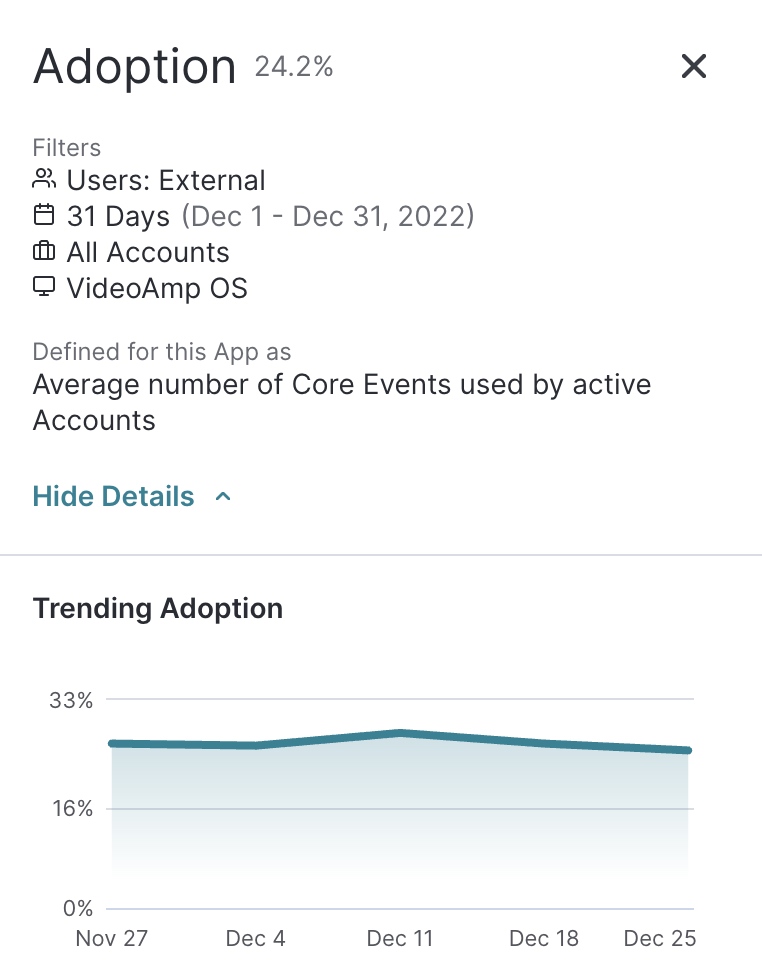 Adoption 24.2%
Filters
Users: External
31 Days (Dec 1 - Dec 31, 2022)
All Accounts
VideoAmp OS
Defined for this App as
Average number of Core Events used by active
Accounts
Hide Details
Trending Adoption
33%
16%
0%
Nov 27 Dec 4 Dec 11 Dec 18 Dec 25